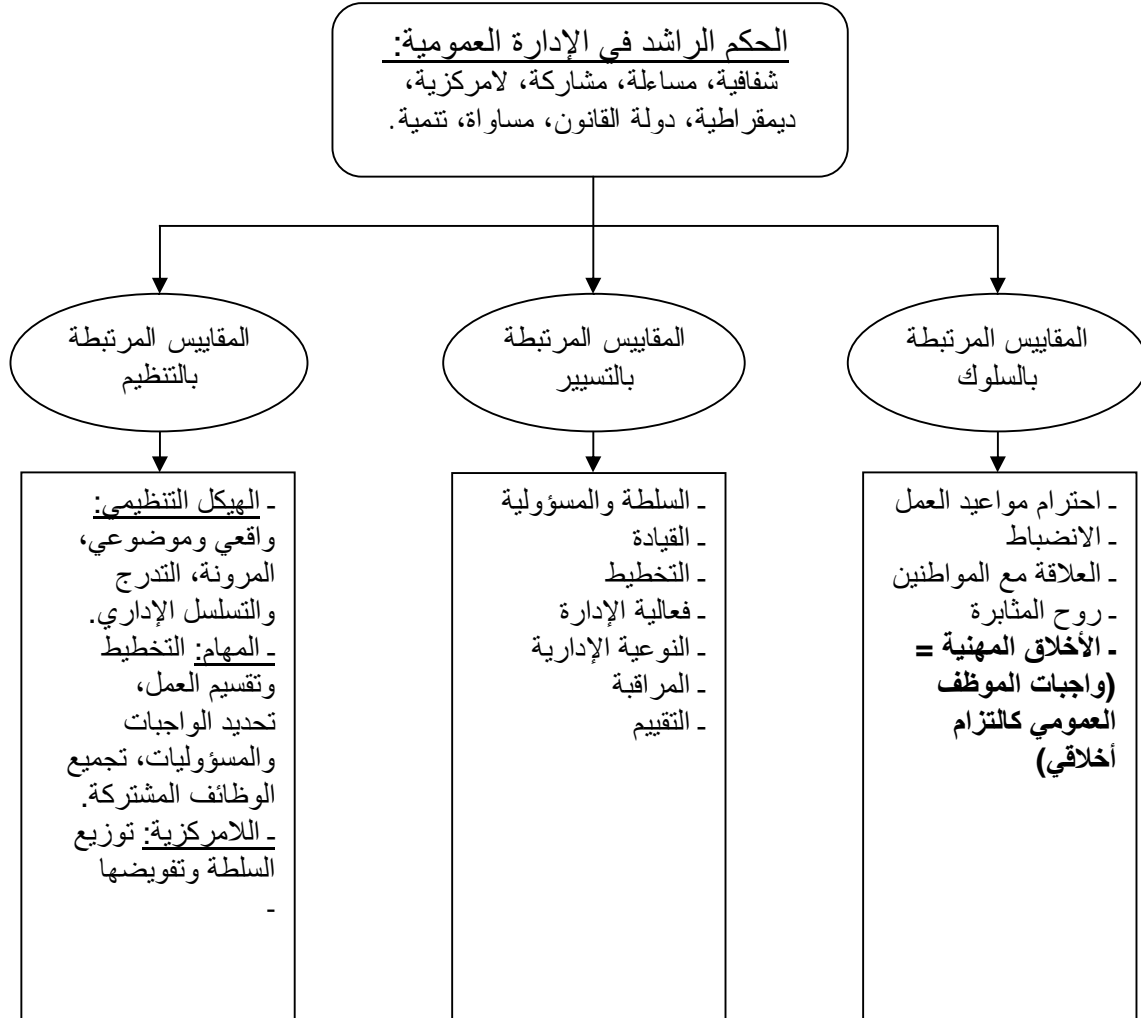 الحكم الراشد في الإدارة العمومية:
شفافية، مساءلة، مشاركة، لامركزية،
ديمقراطية، دولة القانون، مساواة، تنمية.
المقاييس المرتبطة
بالسلوك
المقاييس المرتبطة
بالتسيير
المقاييس المرتبطة
بالتنظيم
ـ احترام مواعيد العمل
ـ الانضباط
ـ العلاقة مع المواطنين
ـ روح المثابرة
ـ الأخلاق المهنية =
(واجبات الموظف
العمومي كالتزام
أخلاقي)
ـ السلطة والمسؤولية
ـ القيادة
ـ التخطيط
ـ فعالية الإدارة
ـ النوعية الإدارية
ـ المراقبة
ـ التقييم
ـ الهيكل التنظيمي:
واقعي وموضوعي،
المرونة، التدرج
والتسلسل الإداري.
ـ المهام: التخطيط
وتقسيم العمل،
تحديد الواجبات
والمسؤوليات، تجميع
الوظائف المشتركة.
ـ اللامركزية: توزيع
السلطة وتفويضها
ـ